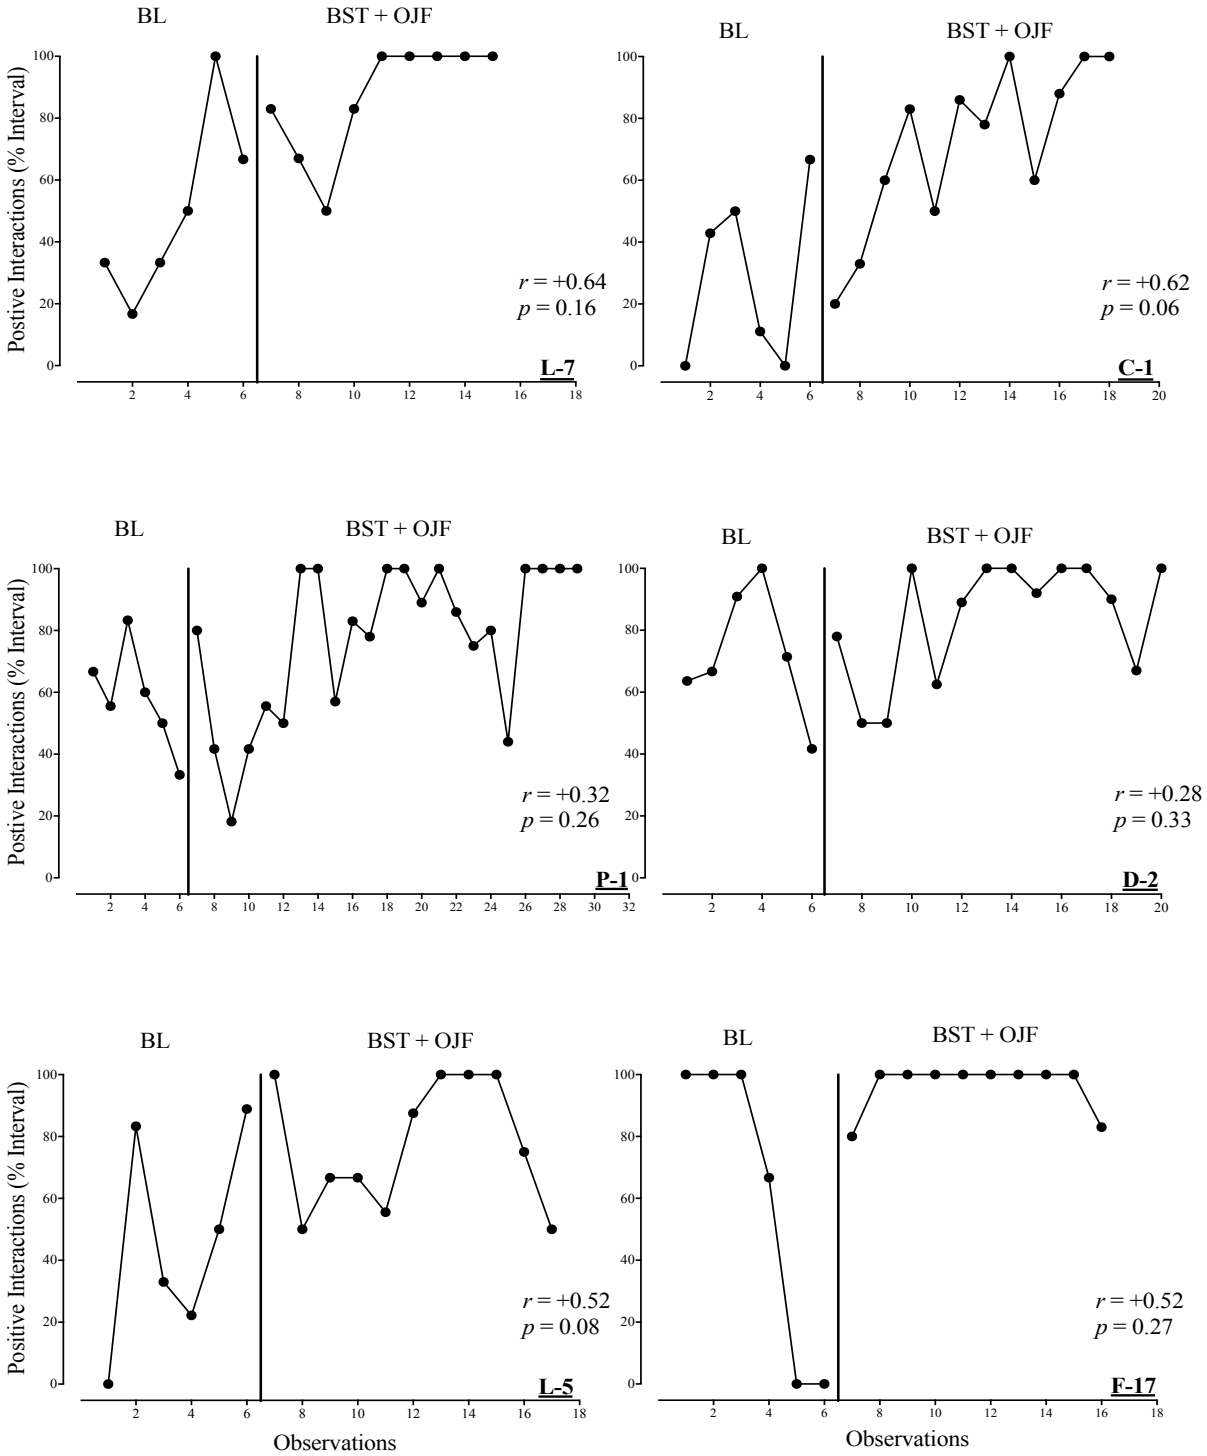 BL BST + OJF
Postive Interactions (% Interval)
100
80
60
40
20
0
r = +0.64
p = 0.16
L-7
2 4 6 8 10 12 14 16 18
BL BST + OJF
100
80
60
40
20
0
r = +0.62
p = 0.06
C-1
2 4 6 8 10 12 14 16 18 20
BL BST + OJF
Postive Interactions (% Interval)
100
80
60
40
20
0
r = +0.32
p = 0.26
P-1
2 4 6 8 10 12 14 16 18 20 22 24 26 28 30 32
BL BST + OJF
100
80
60
40
20
0
r = +0.28
p = 0.33
D-2
2 4 6 8 10 12 14 16 18 20
BL BST + OJF
Positive Interactions (% Interval)
100
80
60
40
20
0
r = +0.52
p = 0.08
L-5
2 4 6 8 10 12 14 16 18
Observations
BL BST + OJF
100
80
60
40
20
0
r = +0.52
p = 0.27
F-17
2 4 6 8 10 12 14 16 18
Observations